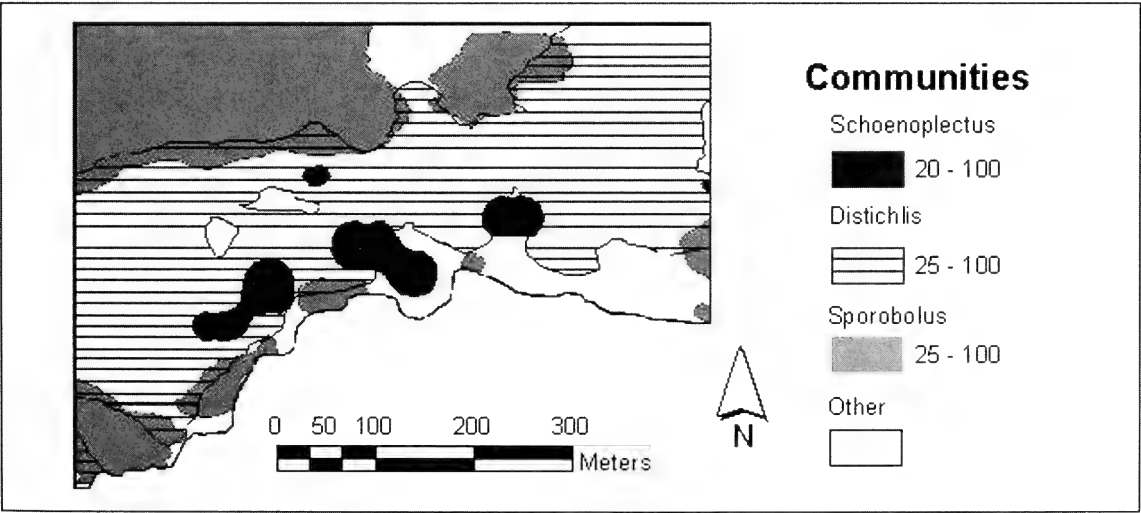 Communities
Schoenoplectus
20 - 100
Distichlis
25 - 100
Sporobolus
25 - 100
Other
N
0 50 100 200 300
Meters